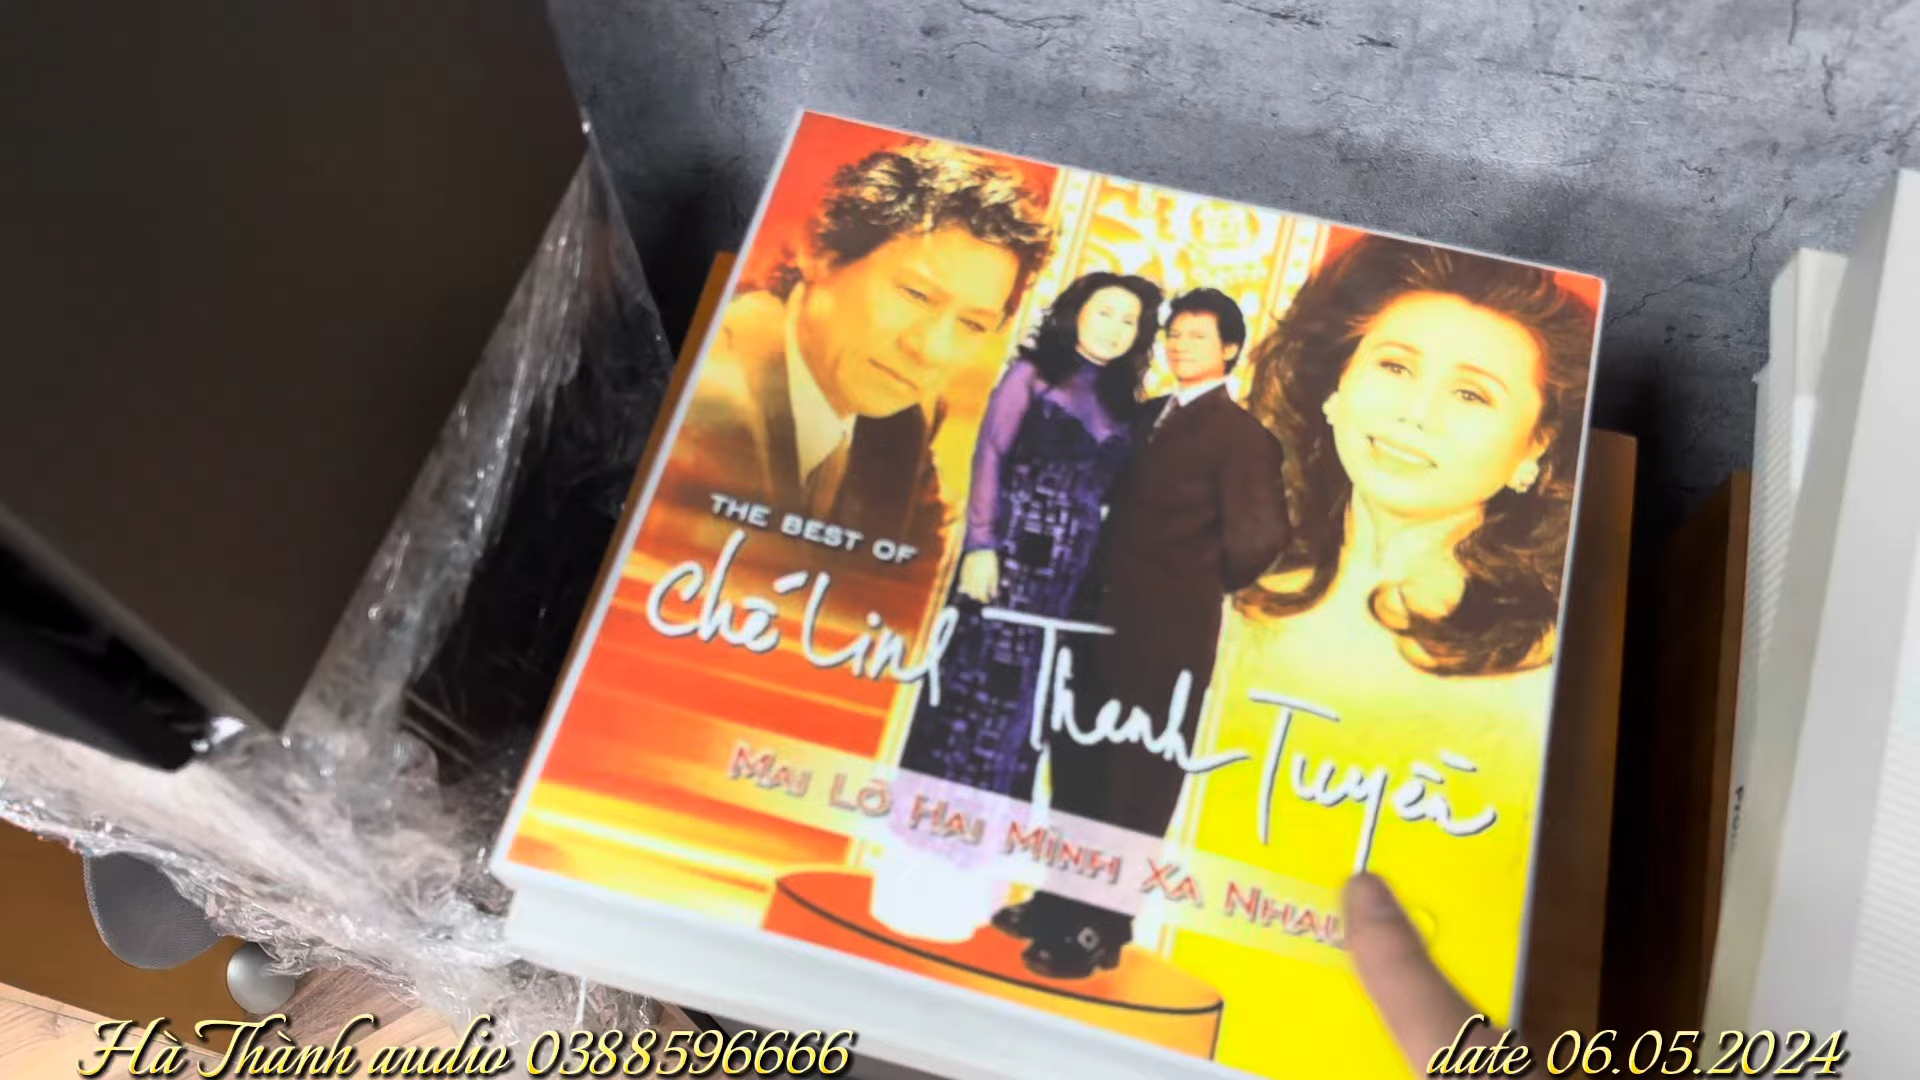 THE BEST OF
Chế Linh Thanh Tuyền
MAI LỠ HAI MÌNH XA NHAU
Hà Thành audio 0388596666
date 06.05.2024